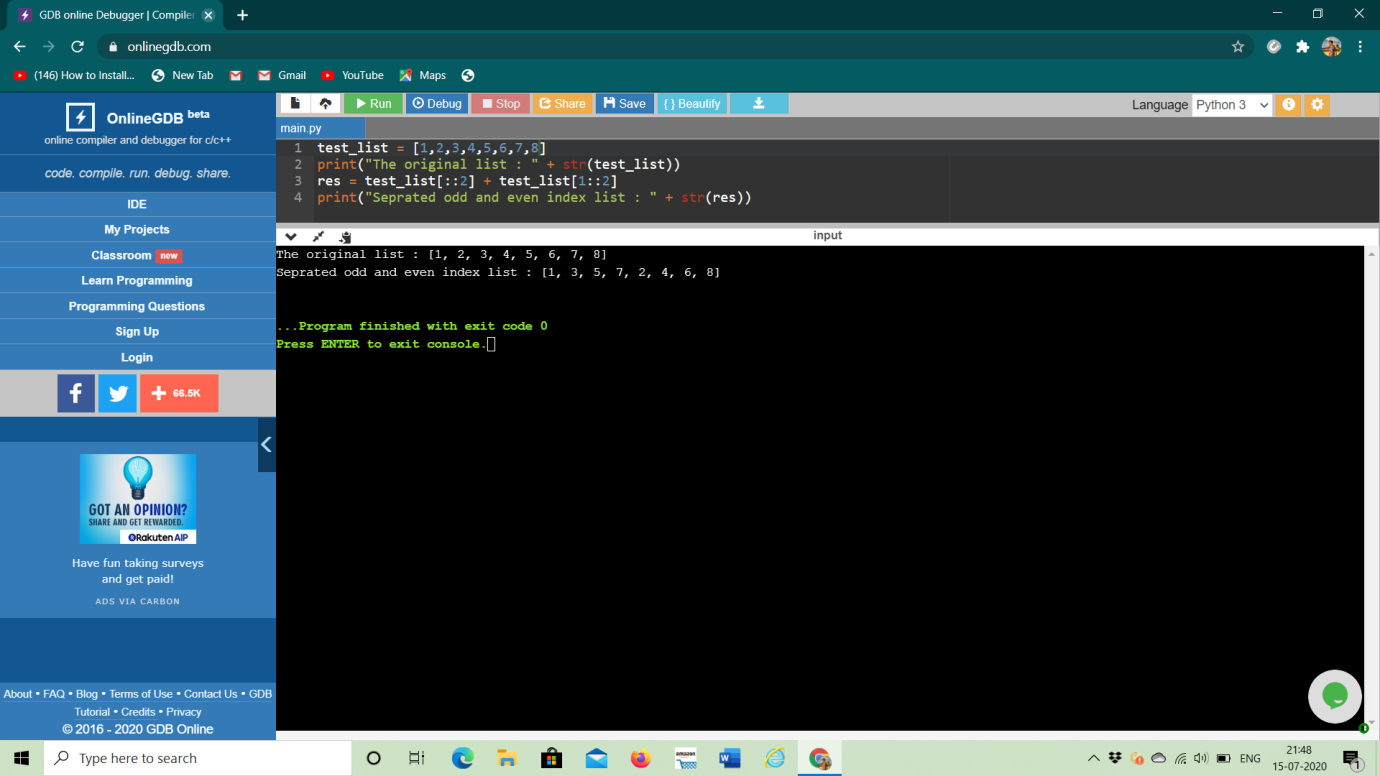 GDB online Debugger | Compiler
onlinegdb.com
(146) How to Install...
New Tab
Gmail
YouTube
Maps
OnlineGDB beta
online compiler and debugger for c/c++
code. compile. run. debug. share.
IDE
My Projects
Classroom new
Learn Programming
Programming Questions
Sign Up
Login
66.5K
GOT AN OPINION?
SHARE AND GET REWARDED.
Rakuten AIP
Have fun taking surveys
and get paid!
ADS VIA CARBON
About • FAQ • Blog • Terms of Use • Contact Us • GDB
Tutorial • Credits • Privacy
© 2016 - 2020 GDB Online
Run Debug Stop Share Save { } Beautify
Language Python 3
main.py
1 test_list = [1,2,3,4,5,6,7,8]
2 print("The original list : " + str(test_list))
3 res = test_list[::2] + test_list[1::2]
4 print("Seprated odd and even index list : " + str(res))
input
The original list : [1, 2, 3, 4, 5, 6, 7, 8]
Seprated odd and even index list : [1, 3, 5, 7, 2, 4, 6, 8]
...Program finished with exit code 0
Press ENTER to exit console.
Type here to search
amazon
ENG
21:48
15-07-2020
1